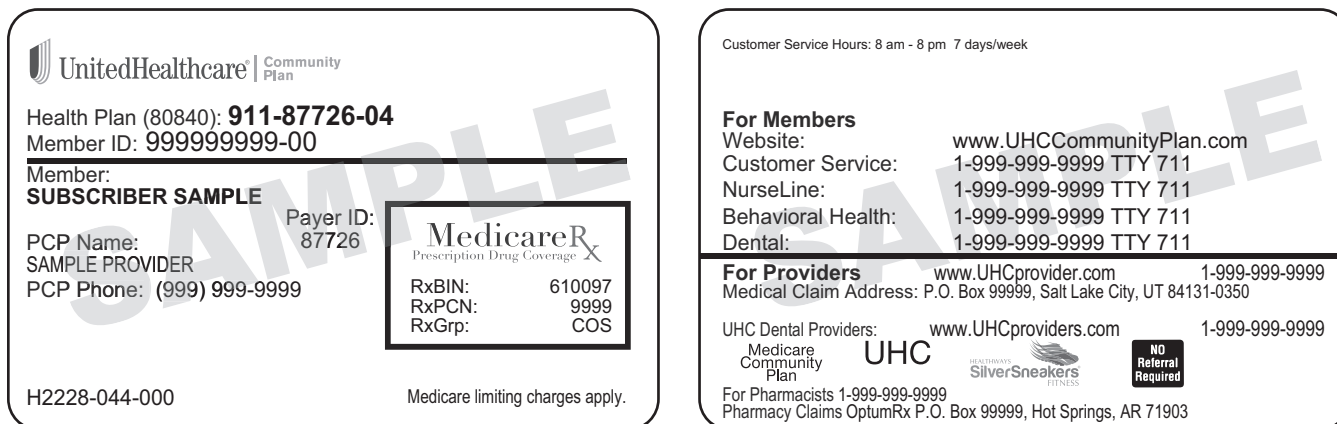 UnitedHealthcare® | Community Plan
Health Plan (80840): 911-87726-04
Member ID: 999999999-00
Member:
SUBSCRIBER SAMPLE
Payer ID:
87726
PCP Name:
SAMPLE PROVIDER
PCP Phone: (999) 999-9999
MedicareRx
Prescription Drug Coverage X
RxBIN: 610097
RxPCN: 9999
RxGrp: COS
H2228-044-000
Medicare limiting charges apply.
SAMPLE
Customer Service Hours: 8 am - 8 pm 7 days/week
For Members
Website: www.UHCCommunityPlan.com
Customer Service: 1-999-999-9999 TTY 711
NurseLine: 1-999-999-9999 TTY 711
Behavioral Health: 1-999-999-9999 TTY 711
Dental: 1-999-999-9999 TTY 711
For Providers www.UHCprovider.com 1-999-999-9999
Medical Claim Address: P.O. Box 99999, Salt Lake City, UT 84131-0350
UHC Dental Providers: www.UHCproviders.com 1-999-999-9999
Medicare
Community
Plan
UHC
HEALTHWAYS
SilverSneakers®
FITNESS
NO
Referral
Required
For Pharmacists 1-999-999-9999
Pharmacy Claims OptumRx P.O. Box 99999, Hot Springs, AR 71903
SAMPLE